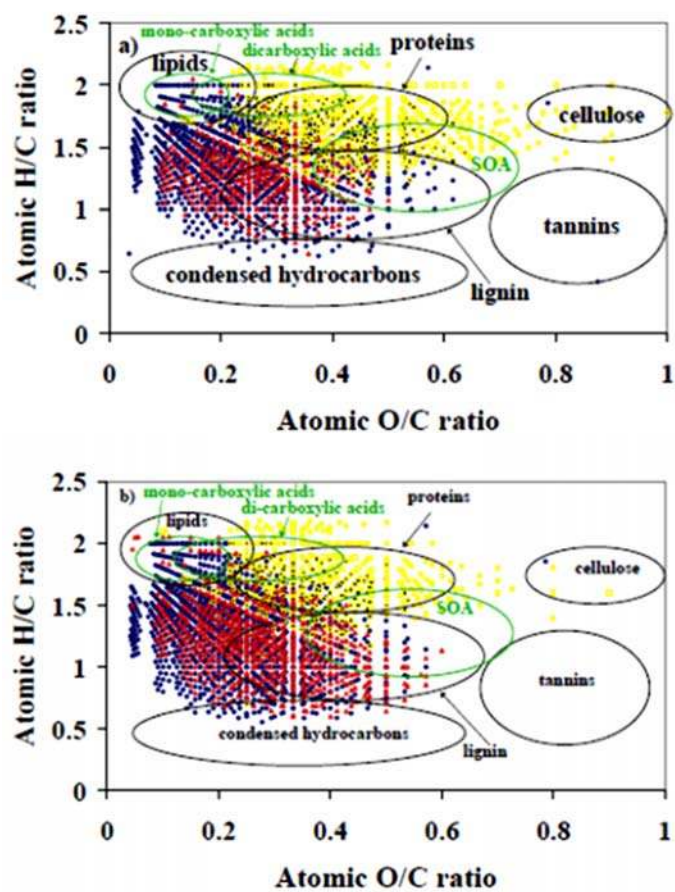 2.5
a)
mono-carboxylic acids
dicarboxylic acids
proteins
lipids
2
cellulose
1.5
SOA
Atomic H/C ratio
1
tannins
0.5
condensed hydrocarbons
lignin
0
0 0.2 0.4 0.6 0.8 1
Atomic O/C ratio
2.5
b)
mono-carboxylic acids
di-carboxylic acids
proteins
lipids
2
cellulose
1.5
SOA
Atomic H/C ratio
1
tannins
0.5
condensed hydrocarbons
lignin
0
0 0.2 0.4 0.6 0.8 1
Atomic O/C ratio